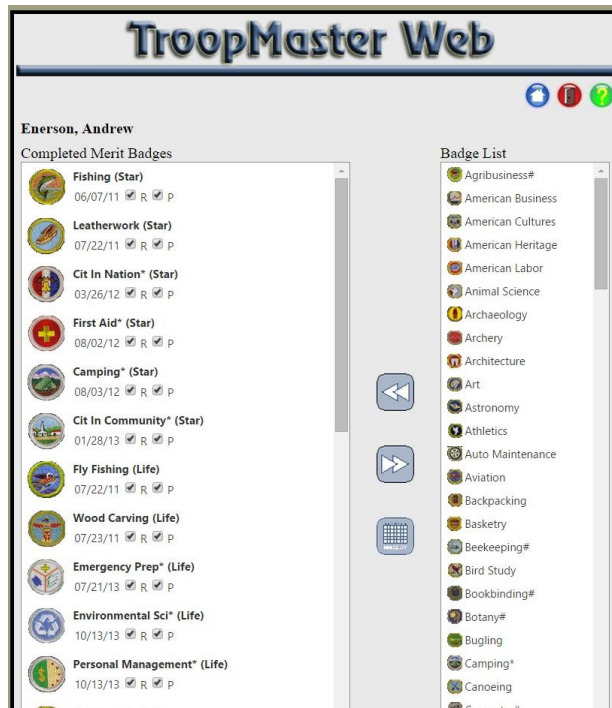 TroopMaster Web
?
Enerson, Andrew
Completed Merit Badges
Fishing (Star)
06/07/11 R P
Leatherwork (Star)
07/22/11 R P
Cit In Nation* (Star)
03/26/12 R P
First Aid* (Star)
08/02/12 R P
Camping* (Star)
08/03/12 R P
Cit In Community* (Star)
01/28/13 R P
Fly Fishing (Life)
07/22/11 R P
Wood Carving (Life)
07/23/11 R P
Emergency Prep* (Life)
07/21/13 R P
Environmental Sci* (Life)
10/13/13 R P
Personal Management* (Life)
10/13/13 R P
Badge List
Agribusiness#
American Business
American Cultures
American Heritage
American Labor
Animal Science
Archaeology
Archery
Architecture
Art
Astronomy
Athletics
Auto Maintenance
Aviation
Backpacking
Basketry
Beekeeping#
Bird Study
Bookbinding#
Botany#
Bugling
Camping*
Canoeing